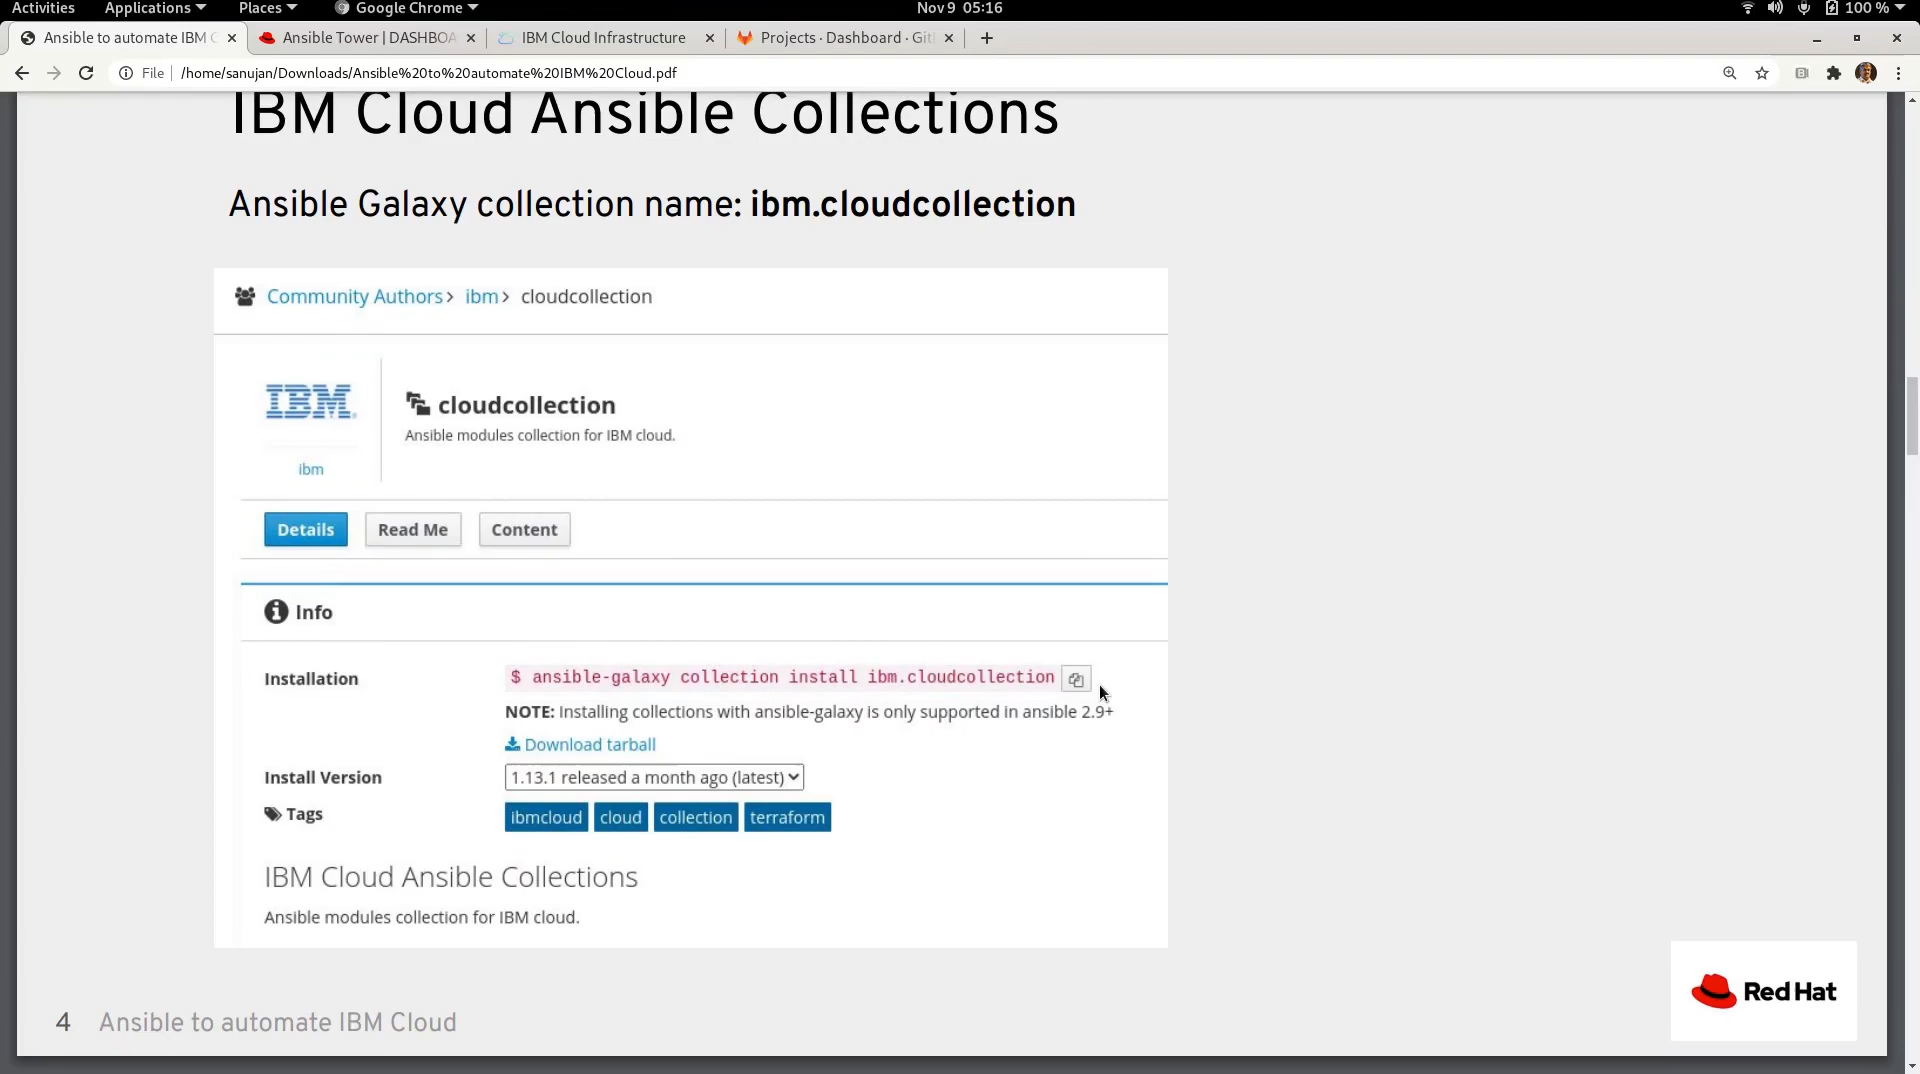 Activities Applications Places Google Chrome Nov 9 05:16 100 %
Ansible to automate IBM C Ansible Tower | DASHBOA IBM Cloud Infrastructure Projects · Dashboard · Git
File /home/sanujan/Downloads/Ansible%20to%20automate%20IBM%20Cloud.pdf
IBM Cloud Ansible Collections
Ansible Galaxy collection name: ibm.cloudcollection
Community Authors > ibm > cloudcollection
IBM
cloudcollection
Ansible modules collection for IBM cloud.
ibm
Details Read Me Content
Info
Installation $ ansible-galaxy collection install ibm.cloudcollection
NOTE: Installing collections with ansible-galaxy is only supported in ansible 2.9+
Download tarball
Install Version 1.13.1 released a month ago (latest)
Tags ibmcloud cloud collection terraform
IBM Cloud Ansible Collections
Ansible modules collection for IBM cloud.
Red Hat
4 Ansible to automate IBM Cloud